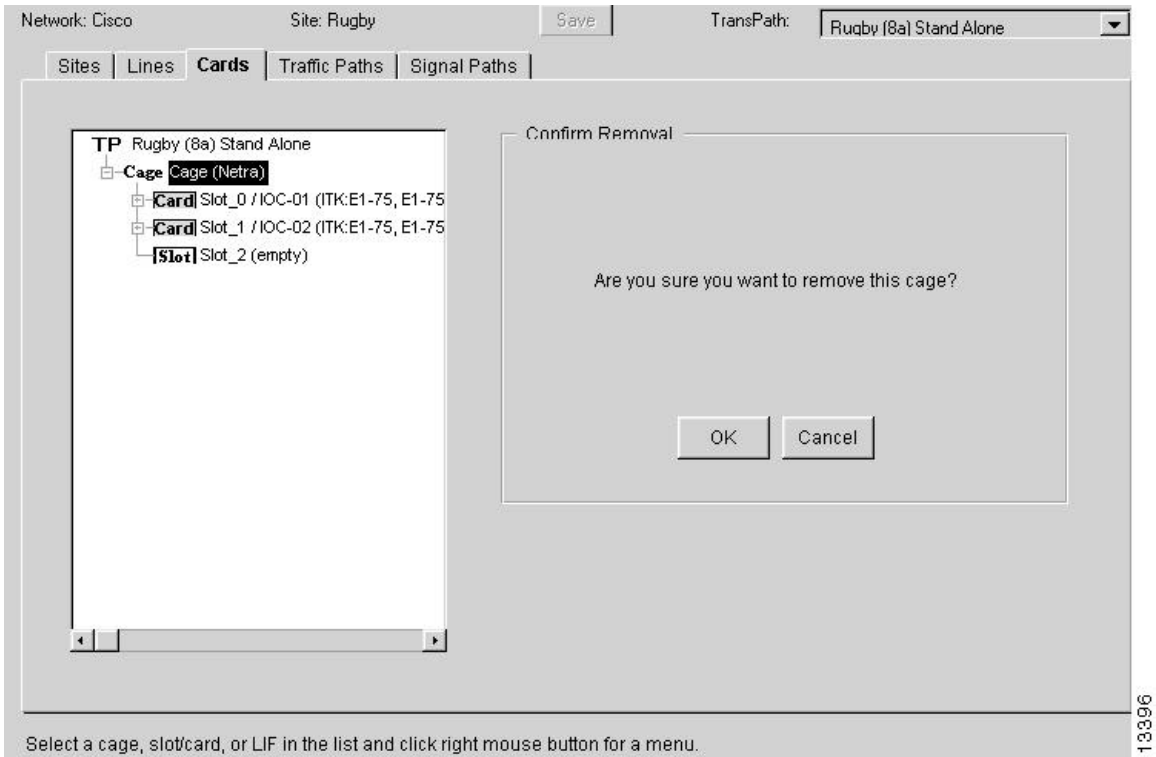 Network: Cisco Site: Rugby Save TransPath: Rugby (8a) Stand Alone
Sites Lines Cards Traffic Paths Signal Paths
TP Rugby (8a) Stand Alone
Cage Cage (Netra)
Card Slot_0 / IOC-01 (ITK:E1-75, E1-75
Card Slot_1 / IOC-02 (ITK:E1-75, E1-75
Slot Slot_2 (empty)
Confirm Removal
Are you sure you want to remove this cage?
OK Cancel
Select a cage, slot/card, or LIF in the list and click right mouse button for a menu.
13396